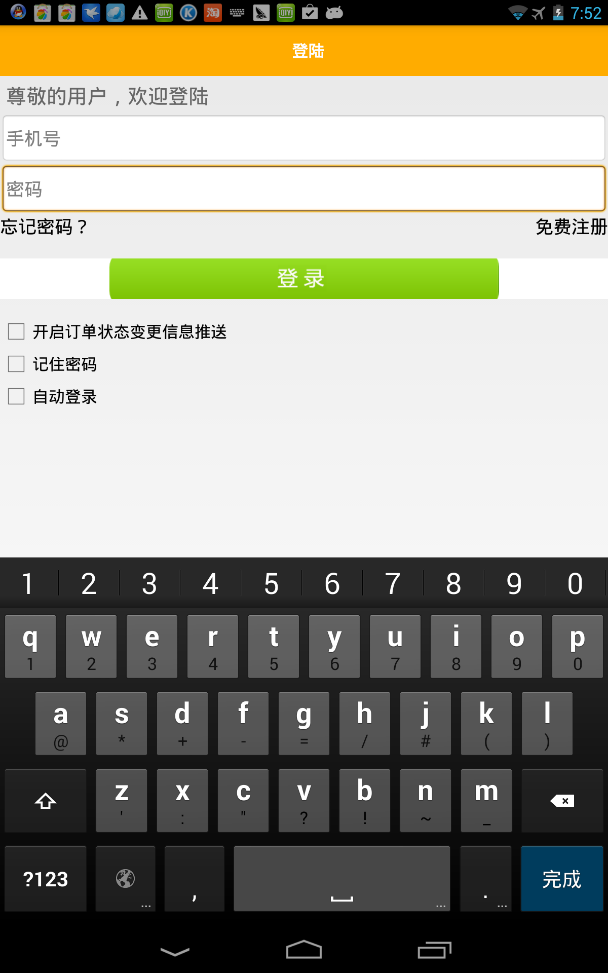 7:52
登陆
尊敬的用户，欢迎登陆
手机号
密码
忘记密码？ 免费注册
登录
开启订单状态变更信息推送
记住密码
自动登录
1 2 3 4 5 6 7 8 9 0
q w e r t y u i o p
1 2 3 4 5 6 7 8 9 0
a s d f g h j k l
@ * + - = / # ( )
z x c v b n m
' : " ? ! ~ _
?123 , . 完成